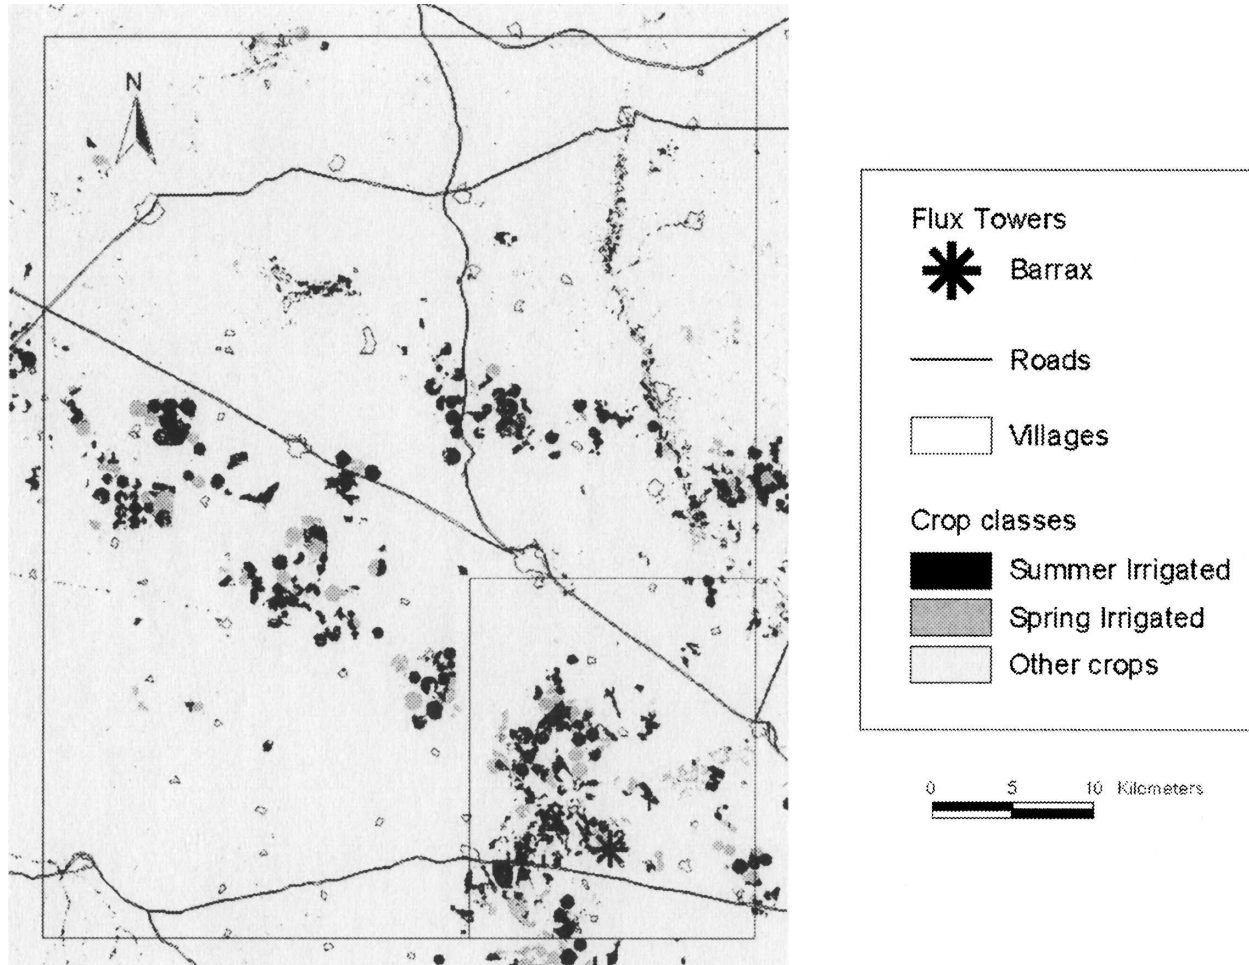 N
Flux Towers
Barrax
Roads
Villages
Crop classes
Summer Irrigated
Spring Irrigated
Other crops
0 5 10 Kilometers